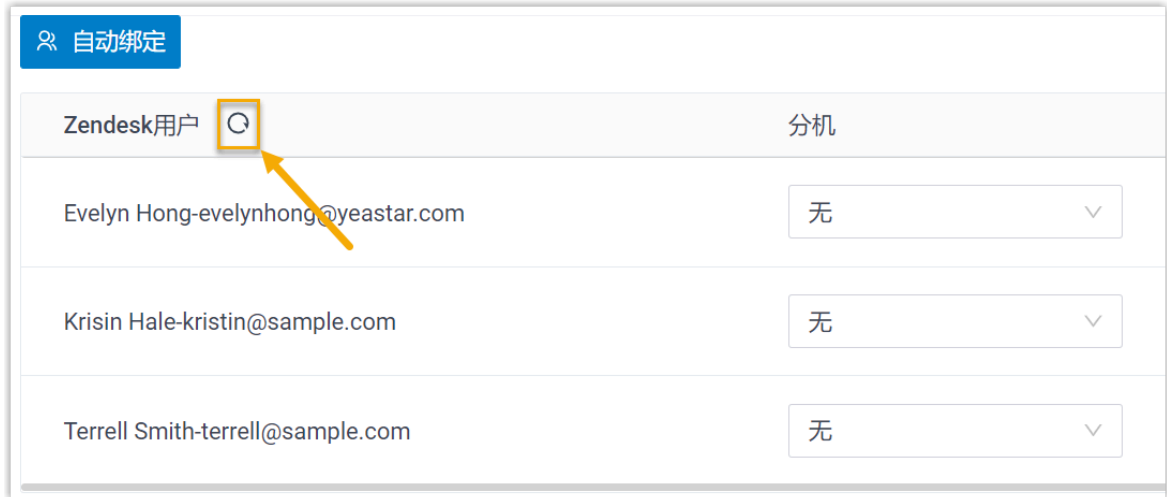 自动绑定
Zendesk用户 分机
Evelyn Hong-evelynhong@yeastar.com 无
Krisin Hale-kristin@sample.com 无
Terrell Smith-terrell@sample.com 无